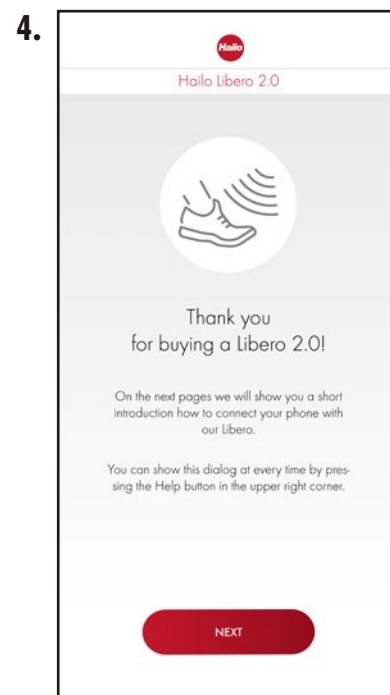 4.
Hailo
Hailo Libero 2.0
Thank you
for buying a Libero 2.0!
On the next pages we will show you a short
introduction how to connect your phone with
our Libero.
You can show this dialog at every time by pres-
sing the Help button in the upper right corner.
NEXT